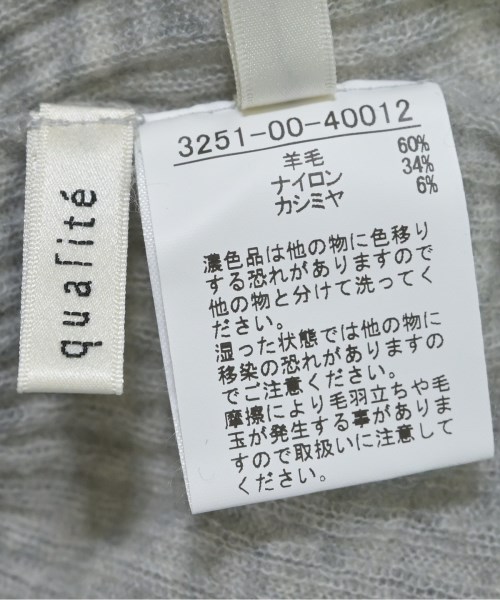 qualité
3251-00-40012
羊毛 60%
ナイロン 34%
カシミヤ 6%
濃色品は他の物に色移り
する恐れがありますので
他の物と分けて洗ってく
ださい。
湿った状態では他の物に
移染の恐れがありますの
でご注意ください。
摩擦により毛羽立ちや毛
玉が発生する事がありま
すので取扱いに注意して
ください。